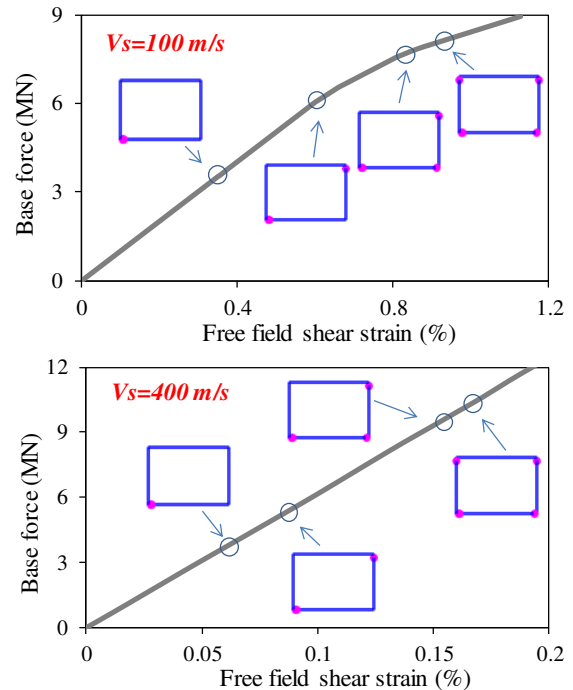 Vs=100 m/s
Base force (MN)
9
6
3
0
0 0.4 0.8 1.2
Free field shear strain (%)
Vs=400 m/s
Base force (MN)
12
9
6
3
0
0 0.05 0.1 0.15 0.2
Free field shear strain (%)